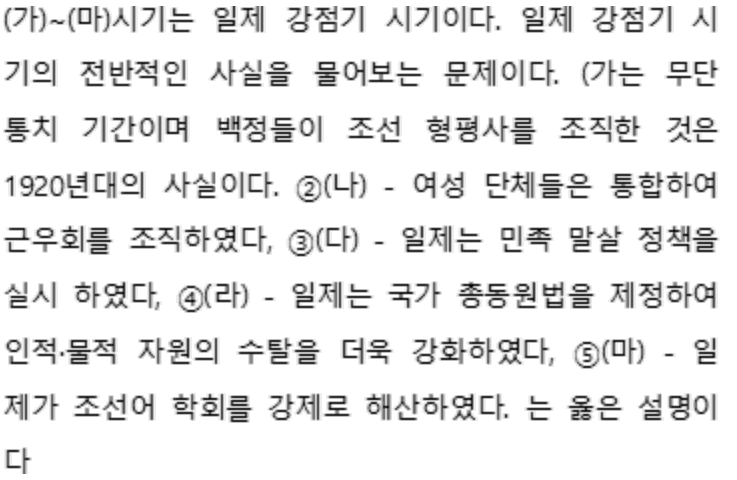 (가)~(마)시기는 일제 강점기 시기이다. 일제 강점기 시
기의 전반적인 사실을 물어보는 문제이다. (가는 무단
통치 기간이며 백정들이 조선 형평사를 조직한 것은
1920년대의 사실이다. ②(나) - 여성 단체들은 통합하여
근우회를 조직하였다, ③(다) - 일제는 민족 말살 정책을
실시 하였다, ④(라) - 일제는 국가 총동원법을 제정하여
인적·물적 자원의 수탈을 더욱 강화하였다, ⑤(마) - 일
제가 조선어 학회를 강제로 해산하였다. 는 옳은 설명이
다